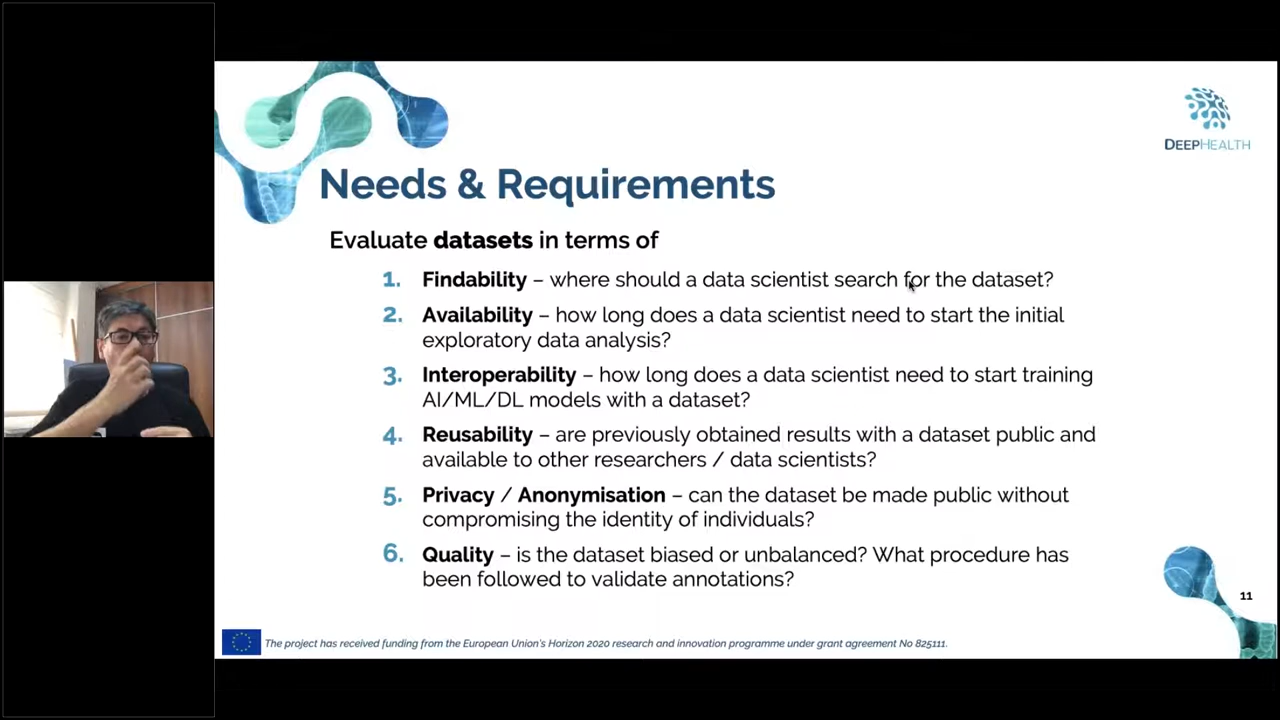 DEEPHEALTH
Needs & Requirements
Evaluate datasets in terms of
1. Findability – where should a data scientist search for the dataset?
2. Availability – how long does a data scientist need to start the initial
exploratory data analysis?
3. Interoperability – how long does a data scientist need to start training
AI/ML/DL models with a dataset?
4. Reusability – are previously obtained results with a dataset public and
available to other researchers / data scientists?
5. Privacy / Anonymisation – can the dataset be made public without
compromising the identity of individuals?
6. Quality – is the dataset biased or unbalanced? What procedure has
been followed to validate annotations?
11
The project has received funding from the European Union's Horizon 2020 research and innovation programme under grant agreement No 825111.